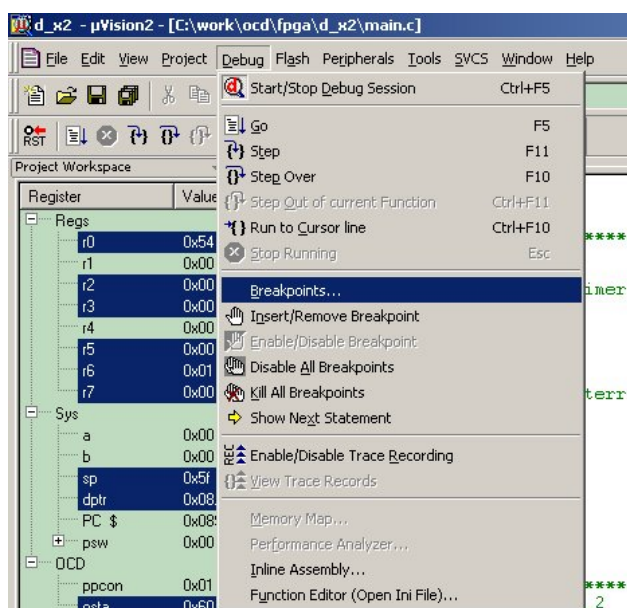 d_x2 - µVision2 - [C:\work\ocd\fpga\d_x2\main.c]
File Edit View Project Debug Flash Peripherals Tools SVCS Window Help
Start/Stop Debug Session Ctrl+F5
RST
Go F5
Step F11
Step Over F10
Step Out of current Function Ctrl+F11
Run to Cursor line Ctrl+F10
Stop Running Esc
Breakpoints...
Insert/Remove Breakpoint
Enable/Disable Breakpoint
Disable All Breakpoints
Kill All Breakpoints
Show Next Statement
REC Enable/Disable Trace Recording
View Trace Records
Memory Map...
Performance Analyzer...
Inline Assembly...
Function Editor (Open Ini File)...
Project Workspace
Register Value
Regs
r0 0x54
r1 0x00
r2 0x00
r3 0x00
r4 0x00
r5 0x00
r6 0x01
r7 0x00
Sys
a 0x00
b 0x00
sp 0x5f
dptr 0x08
PC $
psw 0x00
OCD
ppcon 0x01
osta 0x60
****
imer
terr
****
2